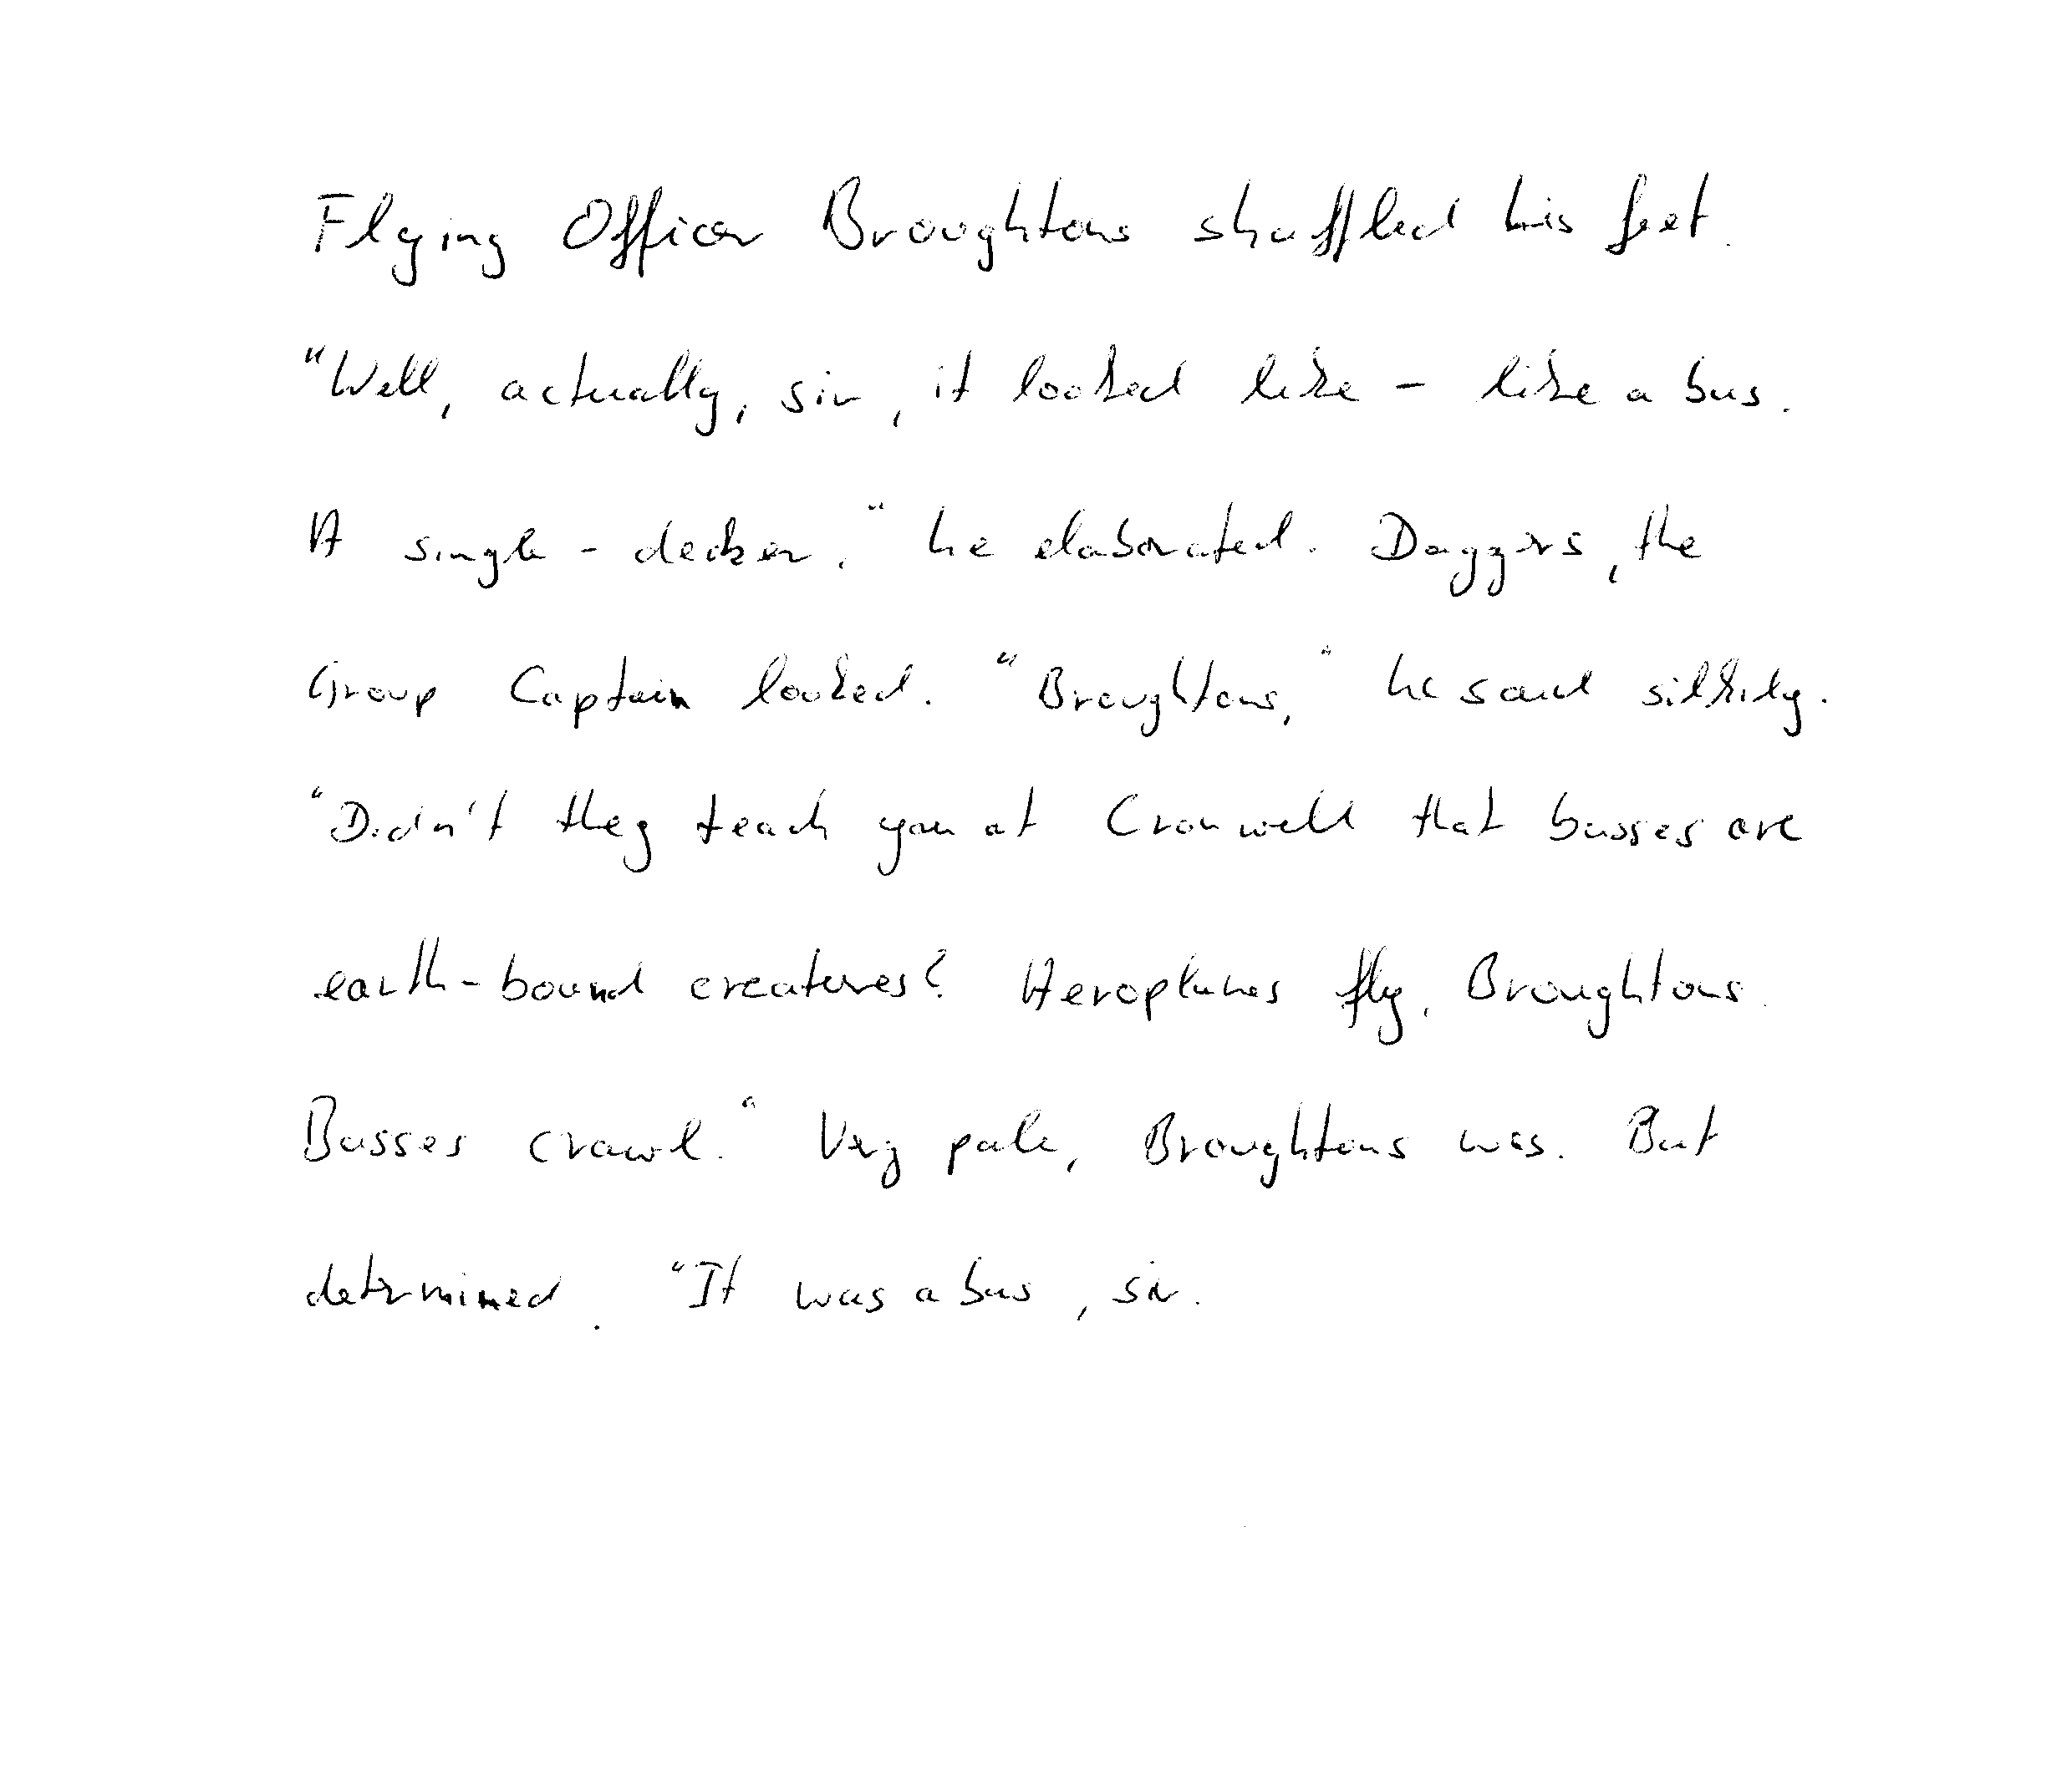 Flying Officer Broughtons shuffled his feet.
"Well, actually, sir, it looked like - like a bus.
A single-decker," he elaborated. Daggers, the
Group Captain looked. "Broughtons," he said silkily.
"Didn't they teach you at Cronwell that busses are
earth-bound creatures? Aeroplanes fly, Broughtons.
Busses crawl." Very pale, Broughtons was. But
determined. "It was a bus, sir.